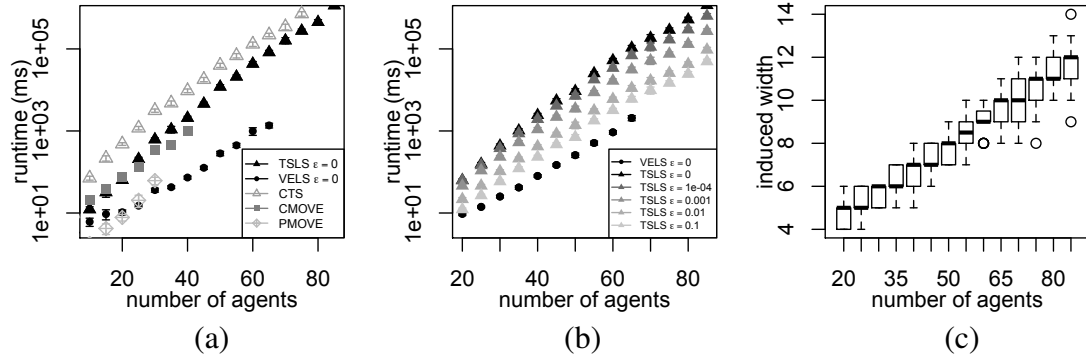 1e+05
1e+03
1e+01
runtime (ms)
TSLS ε = 0
VELS ε = 0
CTS
CMOVE
PMOVE
20 40 60 80
number of agents
(a)
1e+05
1e+03
1e+01
runtime (ms)
VELS ε = 0
TSLS ε = 0
TSLS ε = 1e-04
TSLS ε = 0.001
TSLS ε = 0.01
TSLS ε = 0.1
20 30 40 50 60 70 80
number of agents
(b)
14
12
10
8
6
4
induced width
20 35 50 65 80
number of agents
(c)